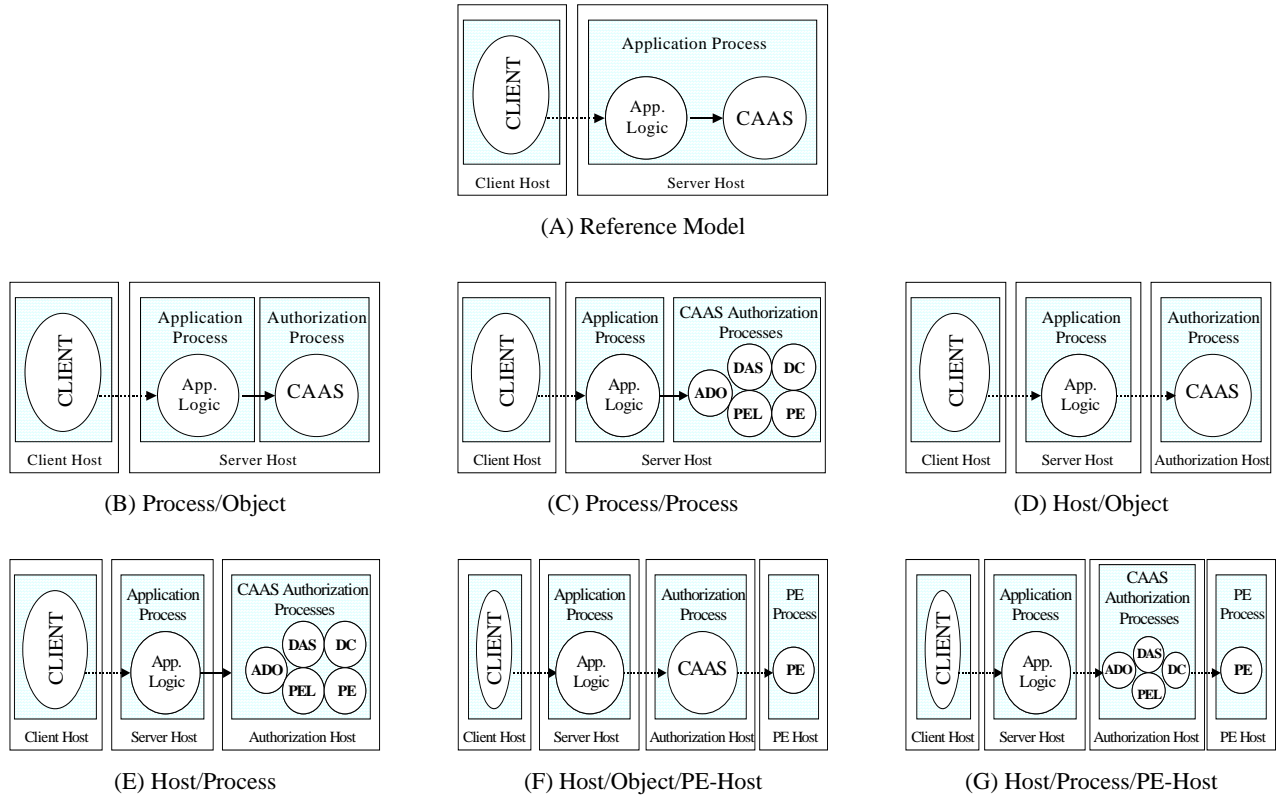 CLIENT
Client Host
Application Process
App.
Logic
CAAS
Server Host
(A) Reference Model
CLIENT
Client Host
Application
Process
App.
Logic
Authorization
Process
CAAS
Server Host
(B) Process/Object
CLIENT
Client Host
Application
Process
App.
Logic
CAAS Authorization
Processes
DAS
DC
ADO
PEL
PE
Server Host
(C) Process/Process
CLIENT
Client Host
Application
Process
App.
Logic
Server Host
Authorization
Process
CAAS
Authorization Host
(D) Host/Object
CLIENT
Client Host
Application
Process
App.
Logic
Server Host
CAAS Authorization
Processes
DAS
DC
ADO
PEL
PE
Authorization Host
(E) Host/Process
CLIENT
Client Host
Application
Process
App.
Logic
Server Host
Authorization
Process
CAAS
Authorization Host
PE
Process
PE
PE Host
(F) Host/Object/PE-Host
CLIENT
Client Host
Application
Process
App.
Logic
Server Host
CAAS
Authorization
Processes
DAS
ADO
DC
PEL
Authorization Host
PE
Process
PE
PE Host
(G) Host/Process/PE-Host